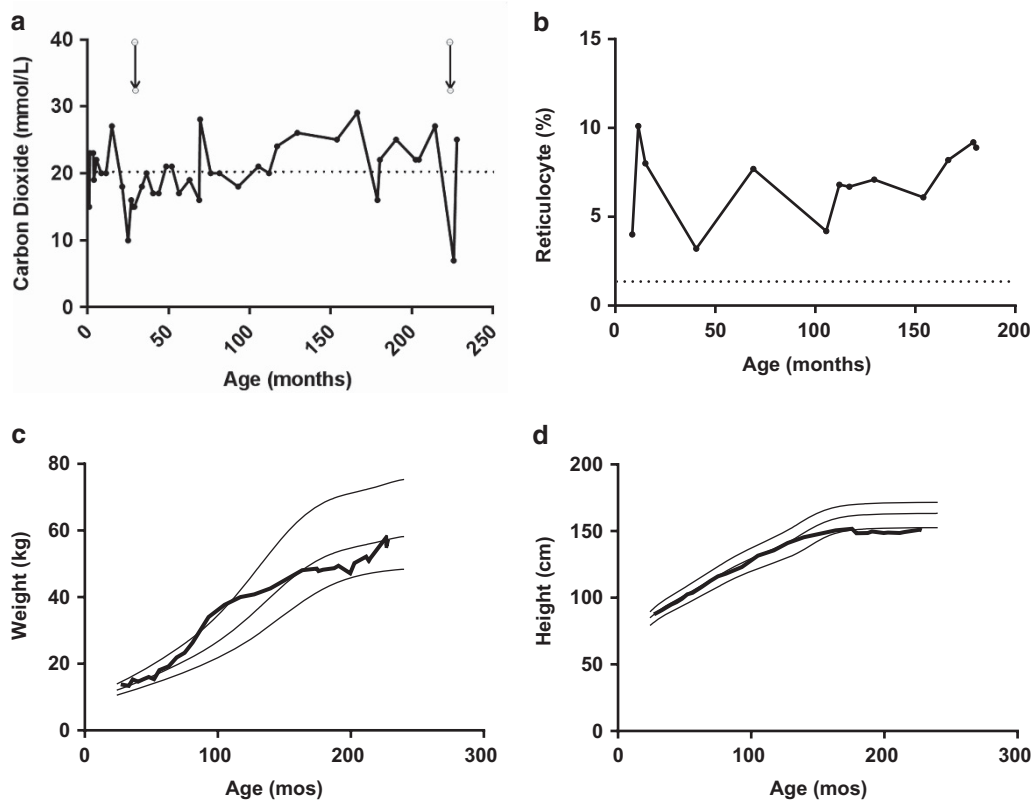 a
40
30
20
10
0
Carbon Dioxide (mmol/L)
0 50 100 150 200 250
Age (months)
b
15
10
5
0
Reticulocyte (%)
0 50 100 150 200
Age (months)
c
80
60
40
20
0
Weight (kg)
0 100 200 300
Age (mos)
d
200
150
100
50
0
Height (cm)
0 100 200 300
Age (mos)